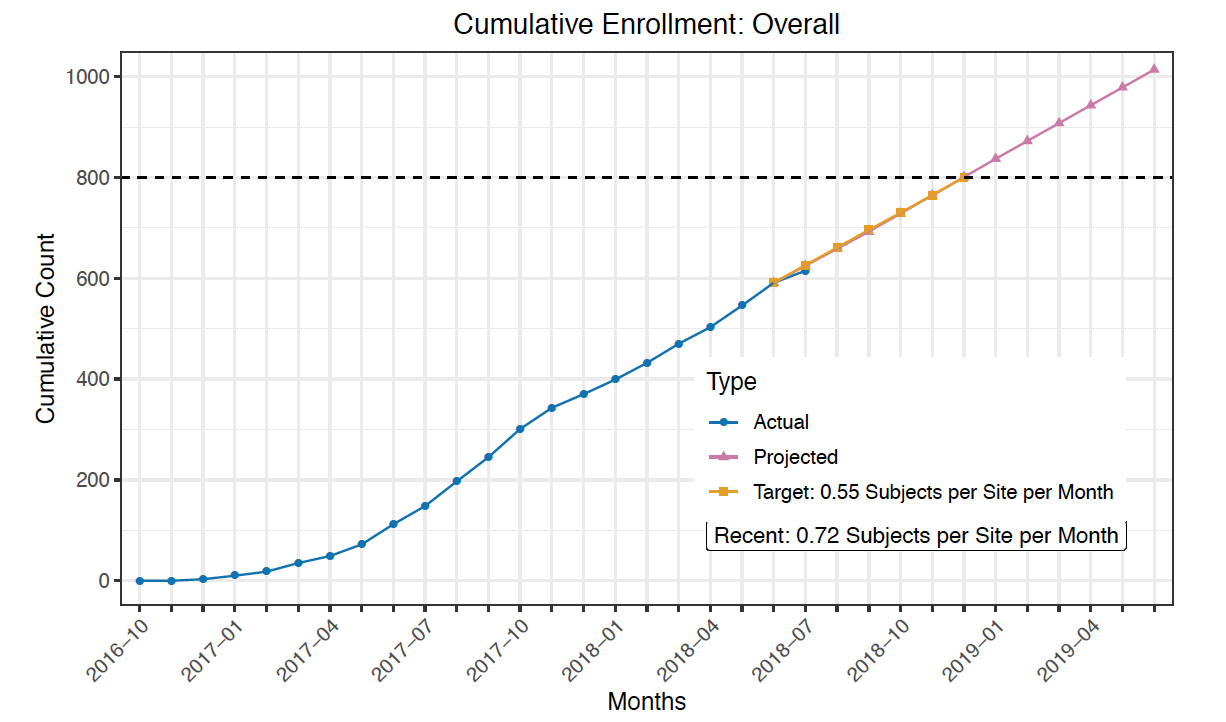 Cumulative Enrollment: Overall
Cumulative Count
1000
800
600
400
200
0
Type
Actual
Projected
Target: 0.55 Subjects per Site per Month
Recent: 0.72 Subjects per Site per Month
2016−10
2017−01
2017−04
2017−07
2017−10
2018−01
2018−04
2018−07
2018−10
2019−01
2019−04
Months